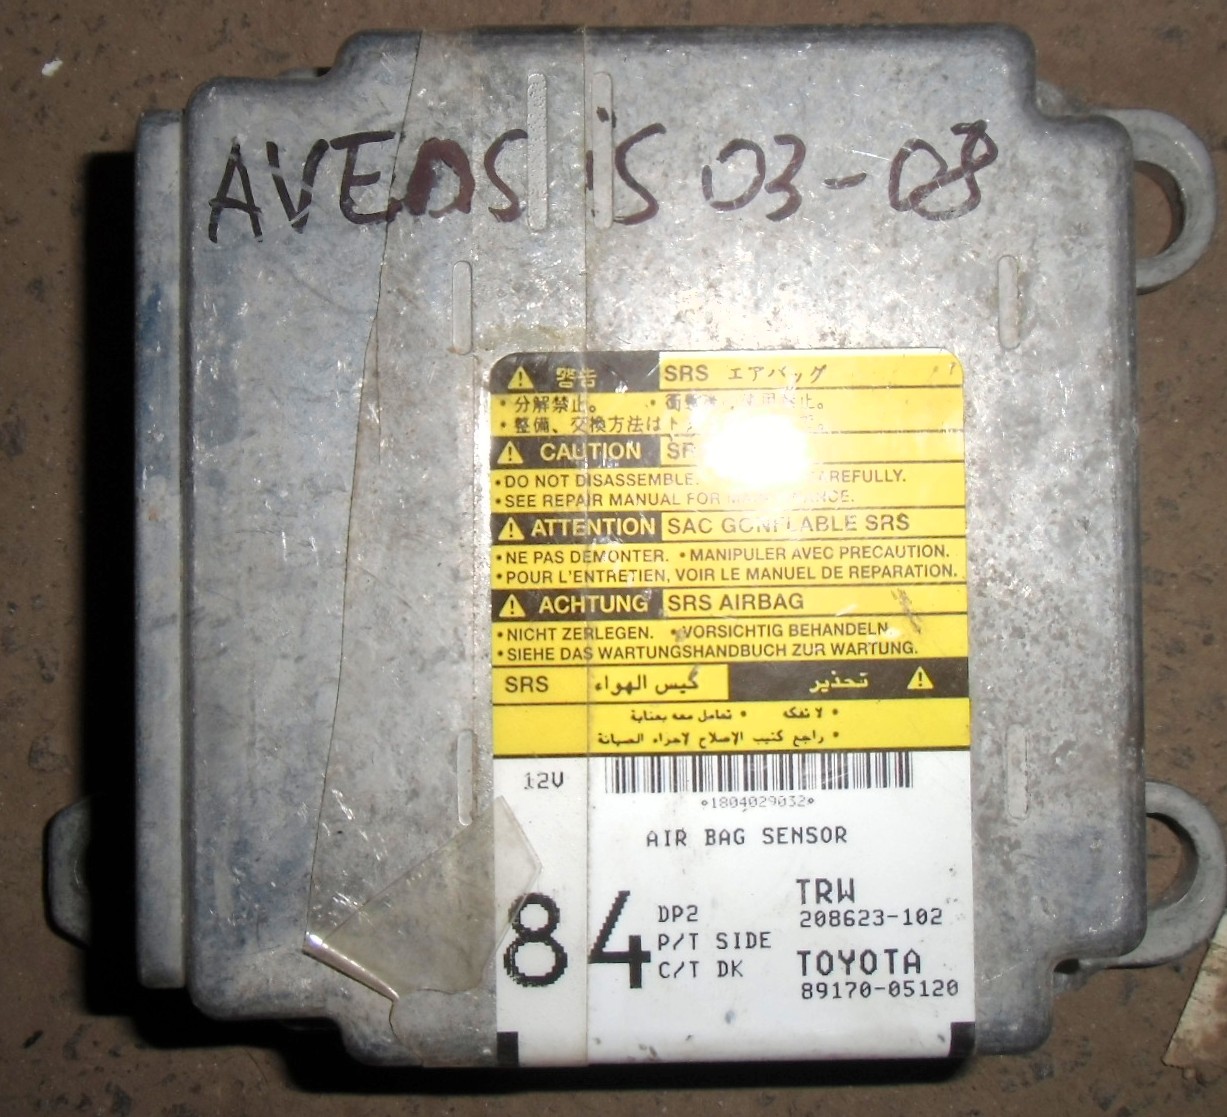 AVENSIS 03-08
警告 SRS エアバッグ
・分解禁止。
・整備、交換方法は
CAUTION
•DO NOT DISASSEMBLE.
•SEE REPAIR MANUAL FOR
ATTENTION SAC GONFLABLE SRS
•NE PAS DEMONTER. •MANIPULER AVEC PRECAUTION.
•POUR L'ENTRETIEN, VOIR LE MANUEL DE REPARATION.
ACHTUNG SRS AIRBAG
•NICHT ZERLEGEN. •VORSICHTIG BEHANDELN.
•SIEHE DAS WARTUNGSHANDBUCH ZUR WARTUNG.
تحذير كيس الهواء SRS
• لا تفكه • تعامل معه بعناية
• راجع كتيب الإصلاح لاجراء الصيانة
12V
*1804029032*
AIR BAG SENSOR
84
DP2
P/T SIDE
C/T DK
TRW
208623-102
TOYOTA
89170-05120